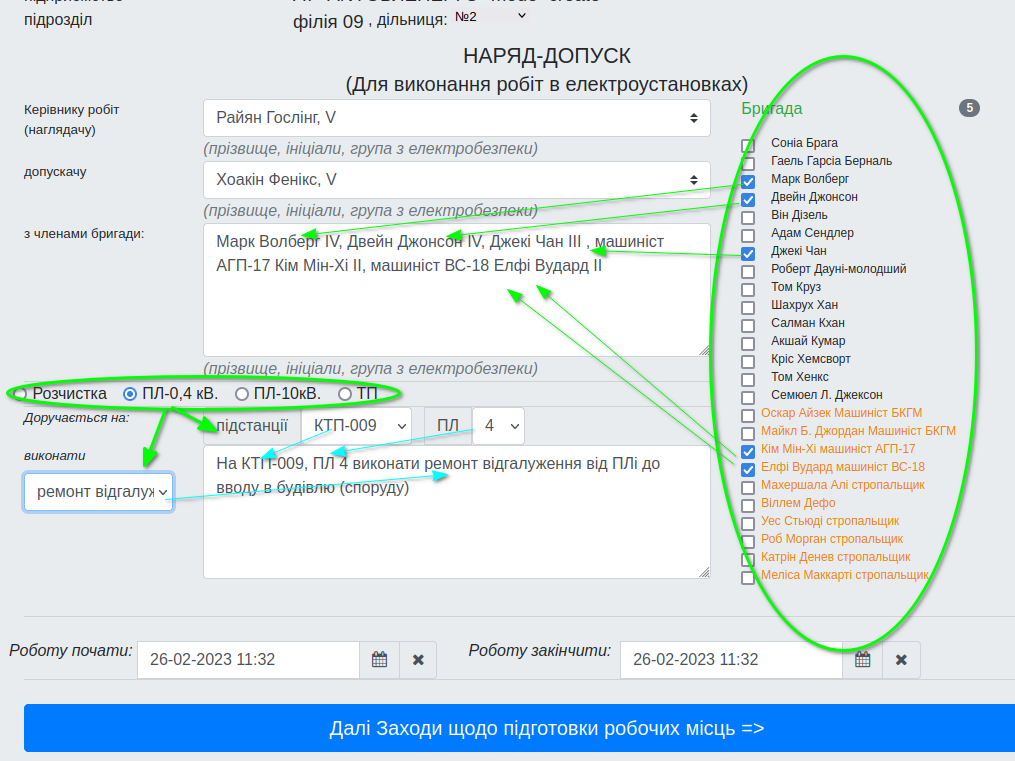 підрозділ
філія 09 , дільниця: №2
НАРЯД-ДОПУСК
(Для виконання робіт в електроустановках)
Керівнику робіт
(наглядачу)
Райян Гослінг, V
(прізвище, ініціали, група з електробезпеки)
допускачу
Хоакін Фенікс, V
(прізвище, ініціали, група з електробезпеки)
з членами бригади:
Марк Волберг IV, Двейн Джонсон IV, Джекі Чан III , машиніст
АГП-17 Кім Мін-Хі II, машиніст ВС-18 Елфі Вудард II
(прізвище, ініціали, група з електробезпеки)
Розчистка ПЛ-0,4 кВ. ПЛ-10кВ. ТП
Доручається на:
підстанції КТП-009 ПЛ 4
виконати
ремонт відгалуж
На КТП-009, ПЛ 4 виконати ремонт відгалуження від ПЛі до
вводу в будівлю (споруду)
Бригада 5
Соніа Брага
Гаель Гарсіа Берналь
Марк Волберг
Двейн Джонсон
Він Дізель
Адам Сендлер
Джекі Чан
Роберт Дауні-молодший
Том Круз
Шахрух Хан
Салман Кхан
Акшай Кумар
Кріс Хемсворт
Том Хенкс
Семюел Л. Джексон
Оскар Айзек Машиніст БКГМ
Майкл Б. Джордан Машиніст БКГМ
Кім Мін-Хі машиніст АГП-17
Елфі Вудард машиніст ВС-18
Махершала Алі стропальщик
Віллем Дефо
Уес Стьюді стропальщик
Роб Морган стропальщик
Катрін Денев стропальщик
Меліса Маккарті стропальщик
Роботу почати: 26-02-2023 11:32
Роботу закінчити: 26-02-2023 11:32
Далі Заходи щодо підготовки робочих місць =>